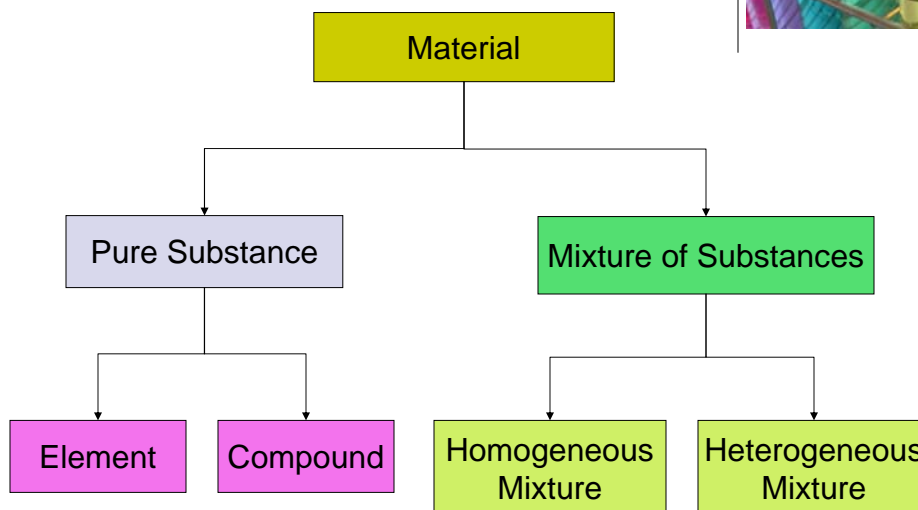 Material
Pure Substance
Mixture of Substances
Element
Compound
Homogeneous
Mixture
Heterogeneous
Mixture